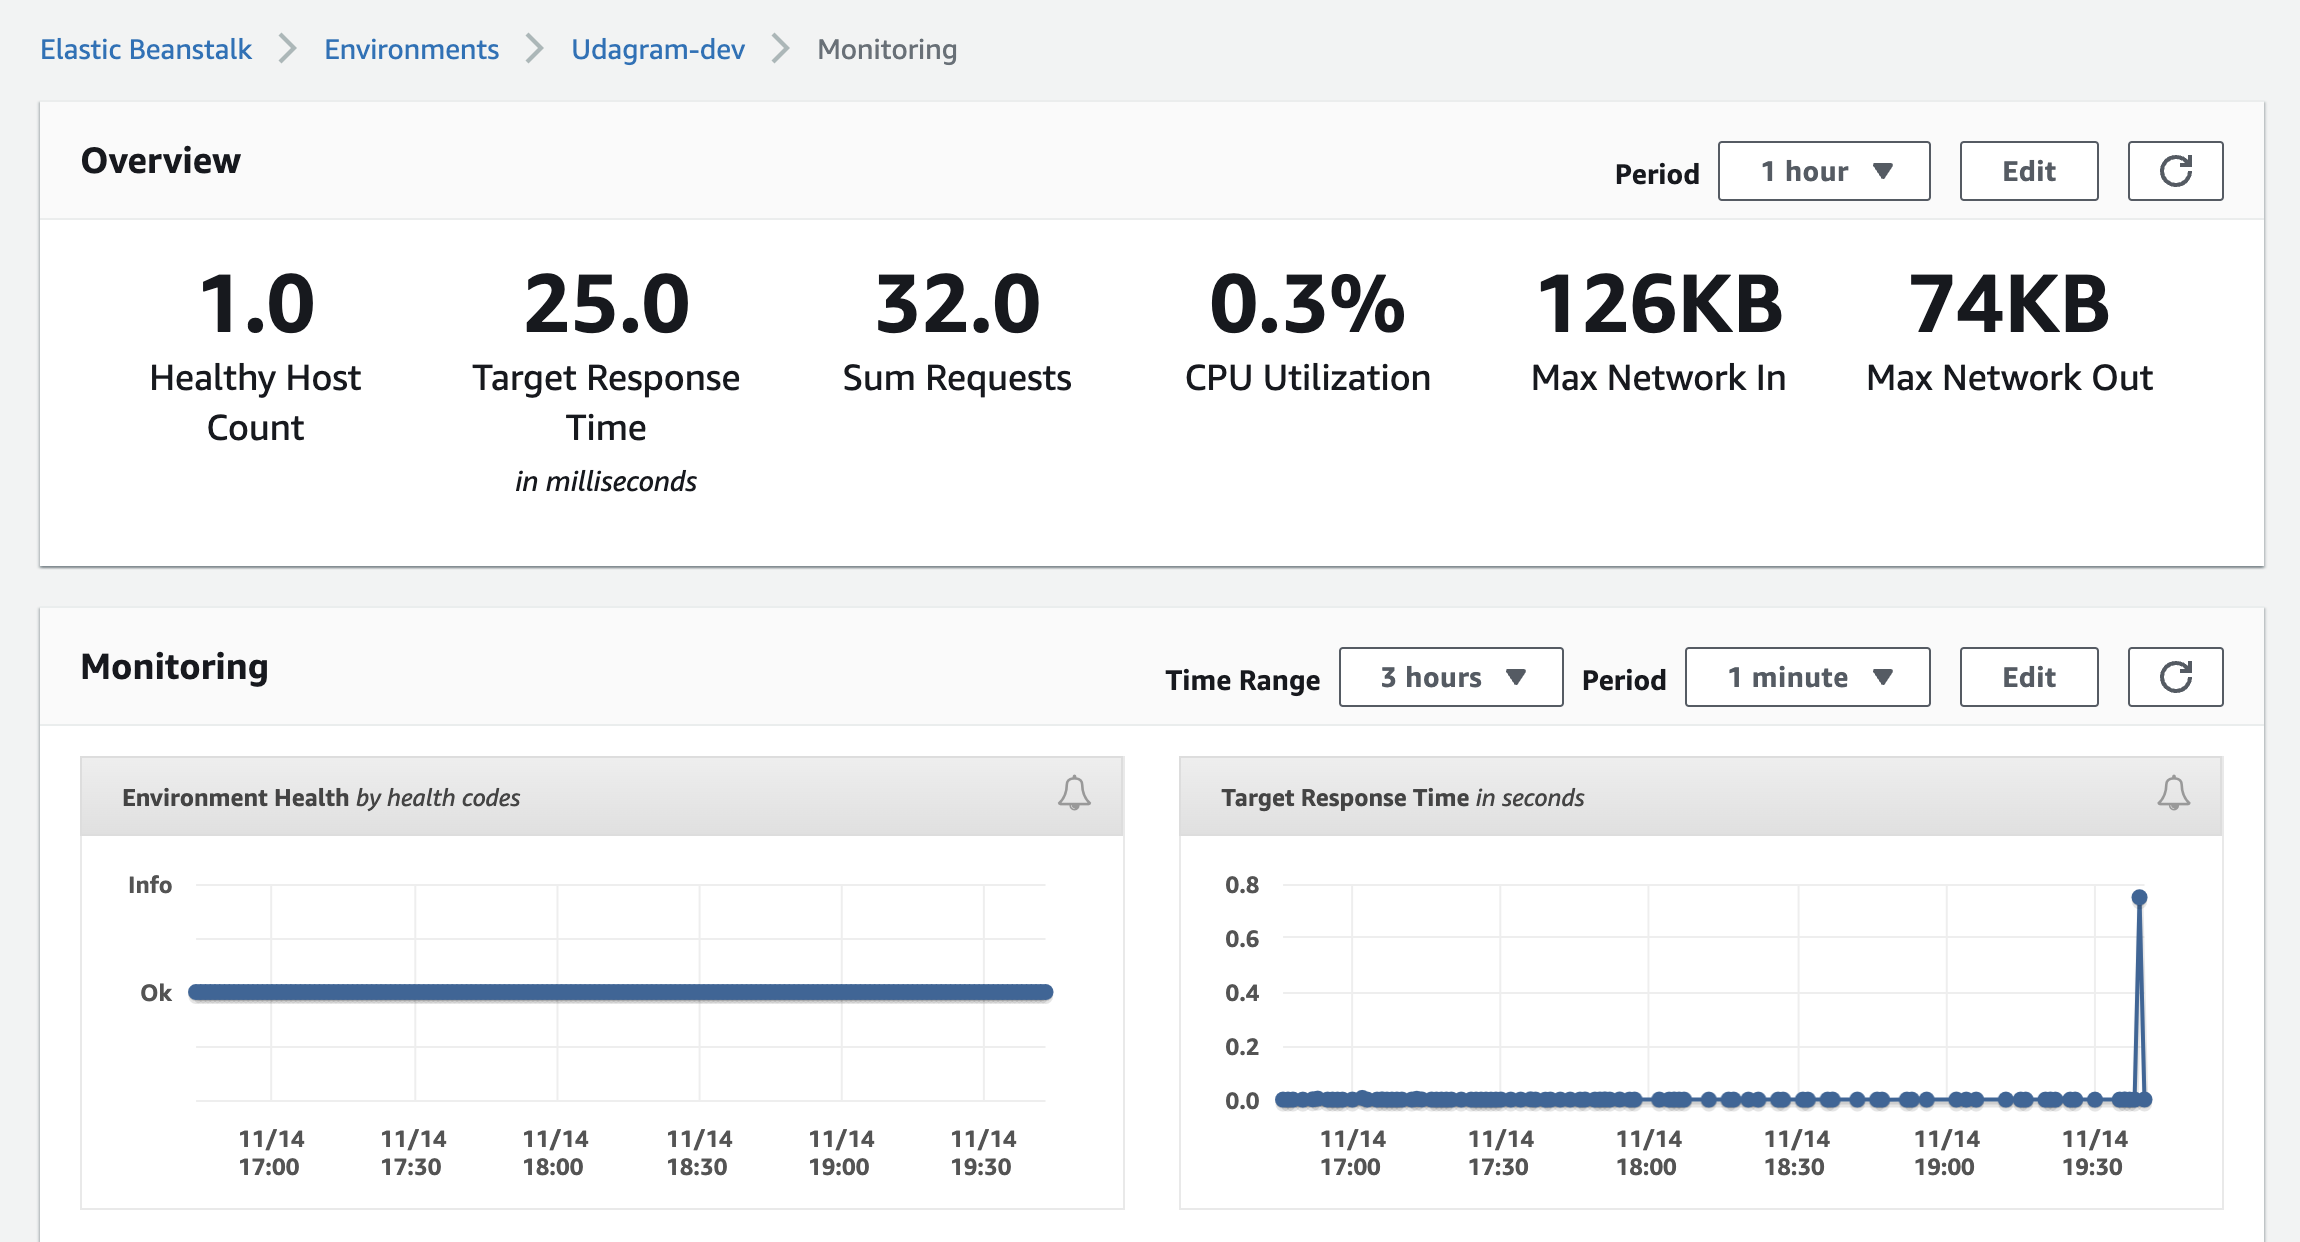 Elastic Beanstalk Environments Udagram-dev Monitoring
Overview
Period 1 hour Edit
1.0 25.0 32.0 0.3% 126KB 74KB
Healthy Host Target Response Sum Requests CPU Utilization Max Network In Max Network Out
Count Time
in milliseconds
Monitoring
Time Range 3 hours Period 1 minute Edit
Environment Health by health codes
Info
Ok
11/14 11/14 11/14 11/14 11/14 11/14
17:00 17:30 18:00 18:30 19:00 19:30
Target Response Time in seconds
0.8
0.6
0.4
0.2
0.0
11/14 11/14 11/14 11/14 11/14 11/14
17:00 17:30 18:00 18:30 19:00 19:30